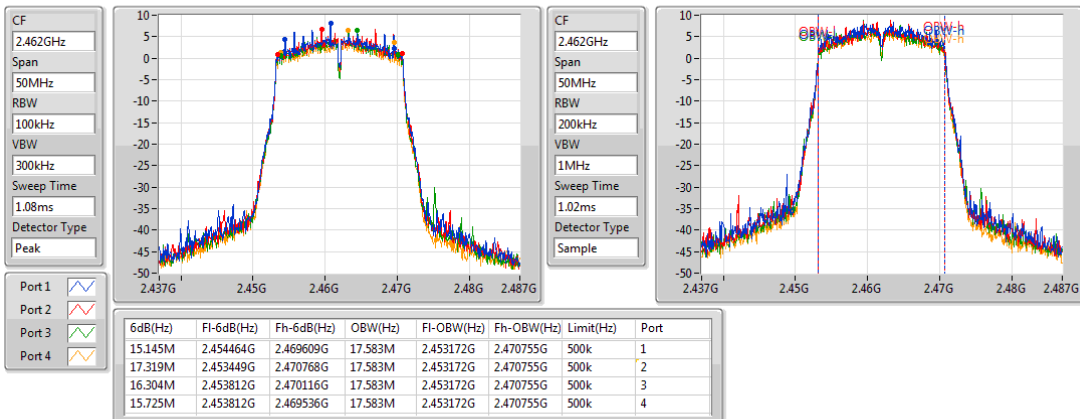 CF
2.462GHz
Span
50MHz
RBW
100kHz
VBW
300kHz
Sweep Time
1.08ms
Detector Type
Peak
10
5
0
-5
-10
-15
-20
-25
-30
-35
-40
-45
-50
2.437G 2.45G 2.46G 2.47G 2.48G 2.487G
CF
2.462GHz
Span
50MHz
RBW
200kHz
VBW
1MHz
Sweep Time
1.02ms
Detector Type
Sample
10
5
0
-5
-10
-15
-20
-25
-30
-35
-40
-45
-50
OBW-h
2.437G 2.45G 2.46G 2.47G 2.48G 2.487G
Port 1
Port 2
Port 3
Port 4
6dB(Hz) Fl-6dB(Hz) Fh-6dB(Hz) OBW(Hz) Fl-OBW(Hz) Fh-OBW(Hz) Limit(Hz) Port
15.145M 2.454464G 2.469609G 17.583M 2.453172G 2.470755G 500k 1
17.319M 2.453449G 2.470768G 17.583M 2.453172G 2.470755G 500k 2
16.304M 2.453812G 2.470116G 17.583M 2.453172G 2.470755G 500k 3
15.725M 2.453812G 2.469536G 17.583M 2.453172G 2.470755G 500k 4